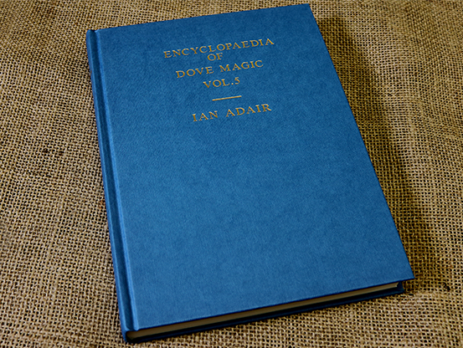 ENCYCLOPAEDIA
OF
DOVE MAGIC
VOL.5
IAN ADAIR